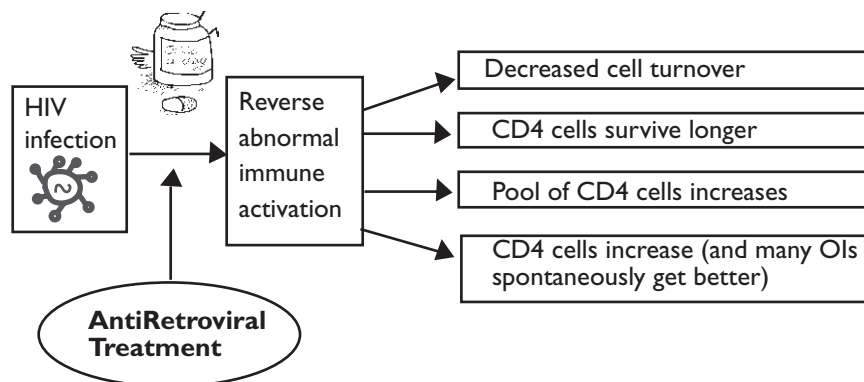 HIV
infection
Reverse
abnormal
immune
activation
Decreased cell turnover
CD4 cells survive longer
Pool of CD4 cells increases
CD4 cells increase (and many OIs
spontaneously get better)
AntiRetroviral
Treatment